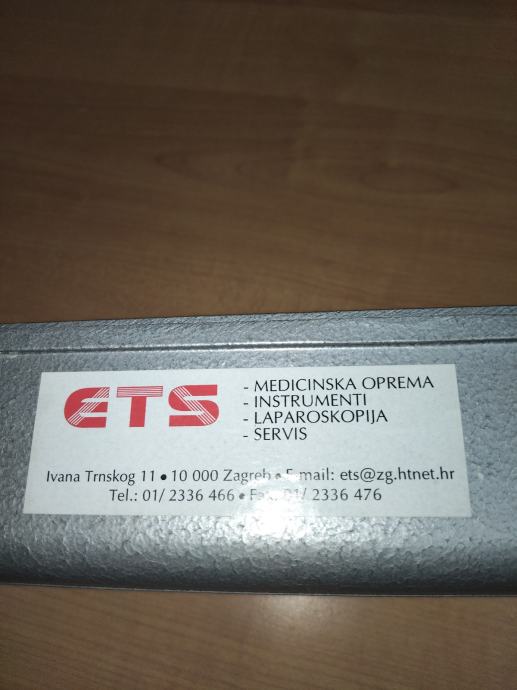 ETS
- MEDICINSKA OPREMA
- INSTRUMENTI
- LAPAROSKOPIJA
- SERVIS
Ivana Trnskog 11 • 10 000 Zagreb • E-mail: ets@zg.htnet.hr
Tel.: 01/ 2336 466 • Fax: 01/ 2336 476